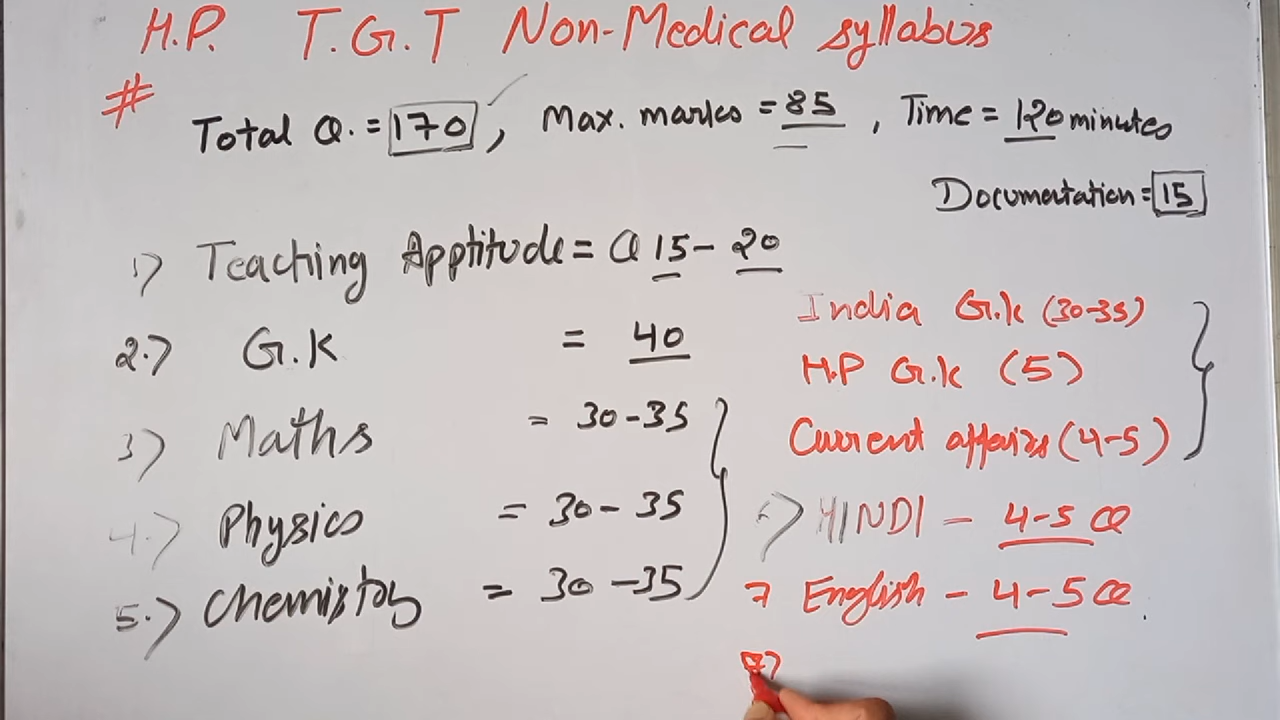 H.P. T.G.T Non-Medical syllabus
# Total Q. = 170, Max. marks = 85, Time = 120 minutes
Documentation = 15
1) Teaching Apptitude = Q 15 - 20
2.) G.K = 40
3) Maths = 30-35
4.) Physics = 30-35
5.) Chemistry = 30-35
India G.k (30-35)
H.P G.k (5)
Current affairs (4-5)
6) HINDI - 4-5 Q
7 English - 4-5 Q.